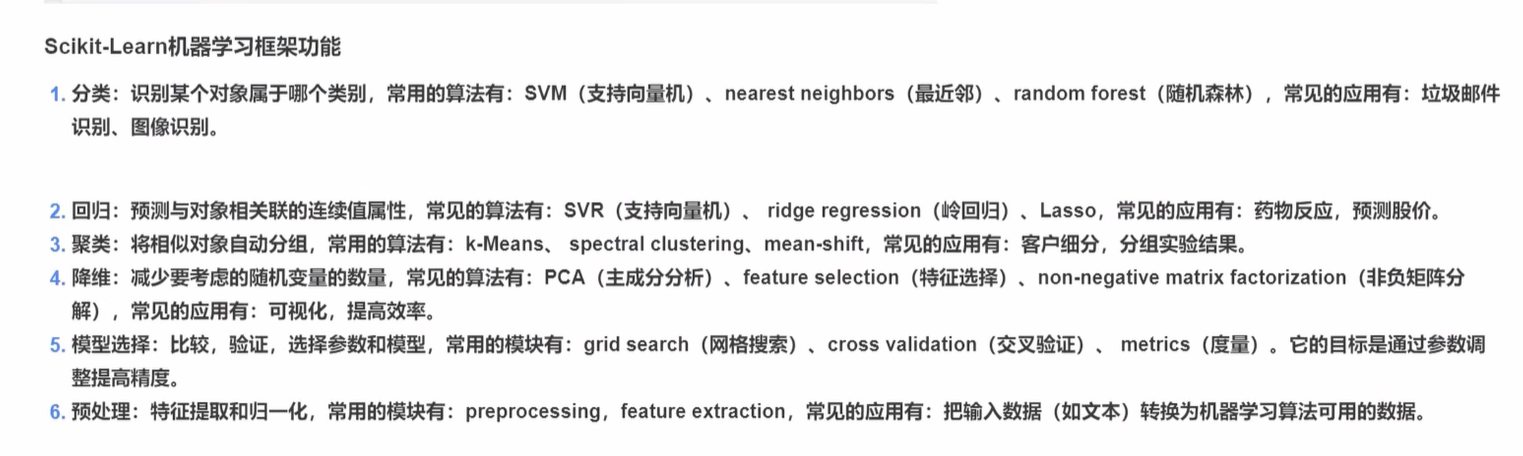 Scikit-Learn机器学习框架功能
1. 分类：识别某个对象属于哪个类别，常用的算法有：SVM（支持向量机）、nearest neighbors（最近邻）、random forest（随机森林），常见的应用有：垃圾邮件
识别、图像识别。
2. 回归：预测与对象相关联的连续值属性，常见的算法有：SVR（支持向量机）、 ridge regression（岭回归）、Lasso，常见的应用有：药物反应，预测股价。
3. 聚类：将相似对象自动分组，常用的算法有：k-Means、 spectral clustering、mean-shift，常见的应用有：客户细分，分组实验结果。
4. 降维：减少要考虑的随机变量的数量，常见的算法有：PCA（主成分分析）、feature selection（特征选择）、non-negative matrix factorization（非负矩阵分
解），常见的应用有：可视化，提高效率。
5. 模型选择：比较，验证，选择参数和模型，常用的模块有：grid search（网格搜索）、cross validation（交叉验证）、 metrics（度量）。它的目标是通过参数调
整提高精度。
6. 预处理：特征提取和归一化，常用的模块有：preprocessing，feature extraction，常见的应用有：把输入数据（如文本）转换为机器学习算法可用的数据。